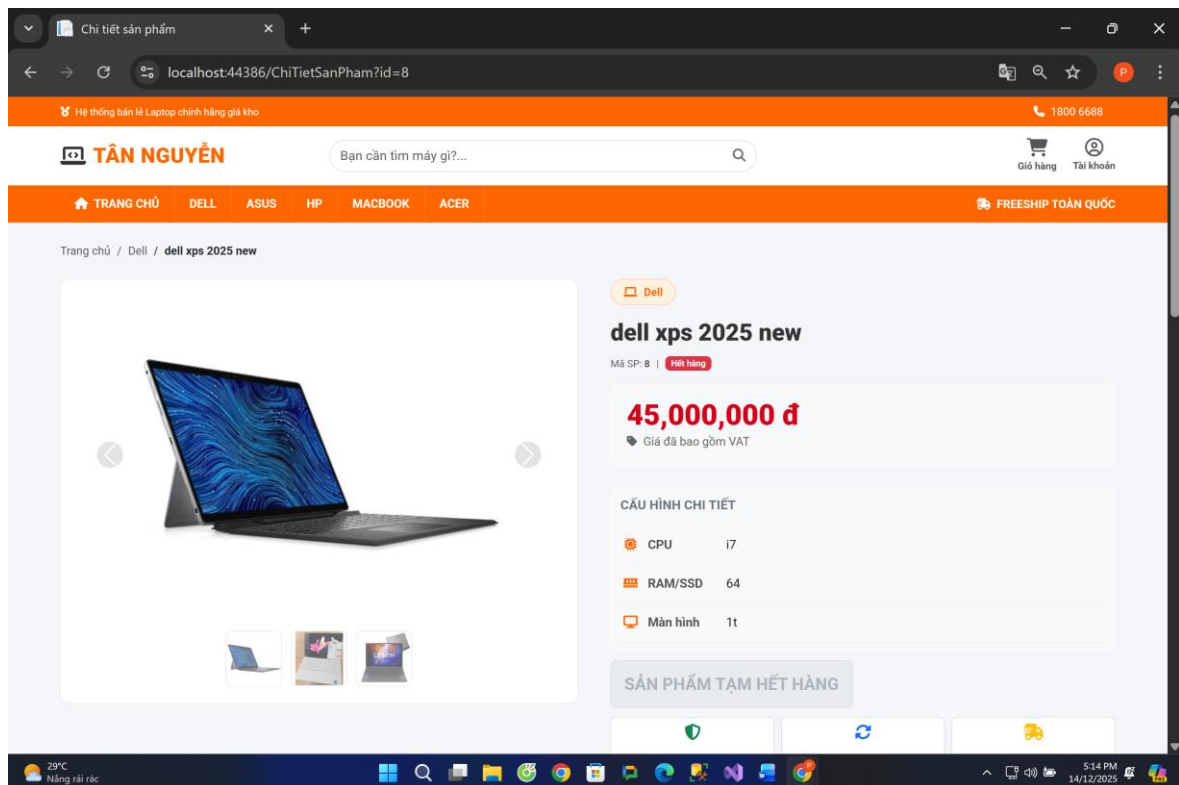 Chi tiết sản phẩm
localhost:44386/ChiTietSanPham?id=8
P
Hệ thống bán lẻ Laptop chính hãng giá kho
1800 6688
TÂN NGUYỄN
Bạn cần tìm máy gì?...
Giỏ hàng
Tài khoản
TRANG CHỦ DELL ASUS HP MACBOOK ACER
FREESHIP TOÀN QUỐC
Trang chủ / Dell / dell xps 2025 new
Dell
dell xps 2025 new
Mã SP: 8 | Hết hàng
45,000,000 đ
Giá đã bao gồm VAT
CẤU HÌNH CHI TIẾT
CPU i7
RAM/SSD 64
Màn hình 1t
SẢN PHẨM TẠM HẾT HÀNG
29°C
Nắng rải rác
5:14 PM
14/12/2025